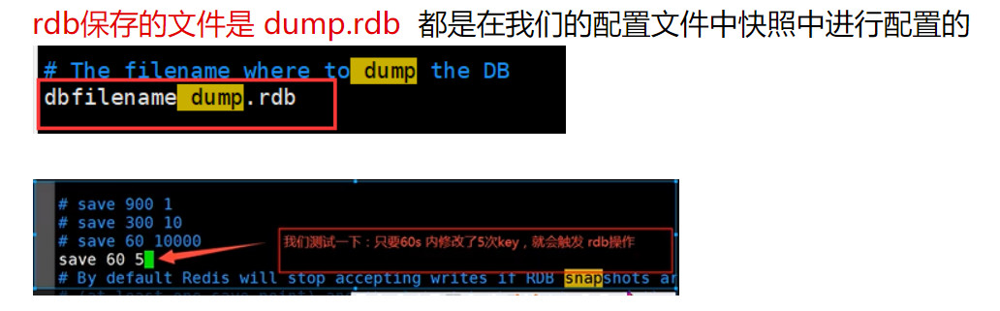 rdb保存的文件是 dump.rdb 都是在我们的配置文件中快照中进行配置的
# The filename where to dump the DB
dbfilename dump.rdb
# save 900 1
# save 300 10
# save 60 10000
save 60 5
我们测试一下：只要60s 内修改了5次key，就会触发 rdb操作
# By default Redis will stop accepting writes if RDB snapshots ar